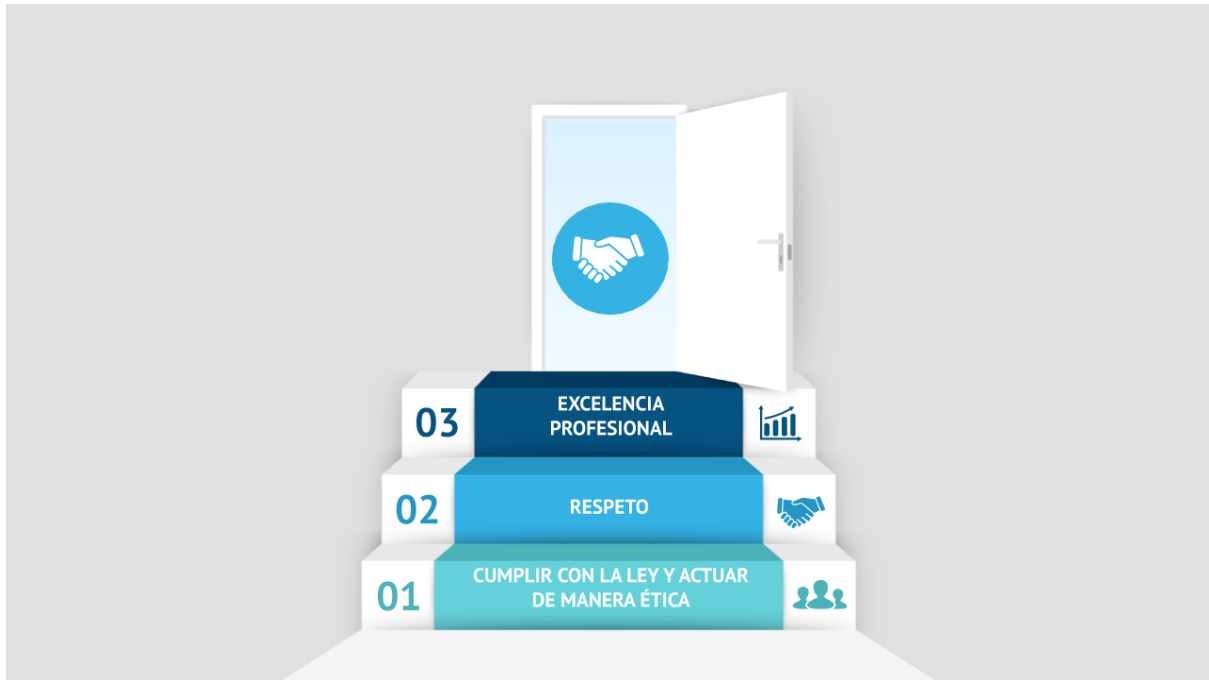 03
EXCELENCIA
PROFESIONAL
02
RESPETO
01
CUMPLIR CON LA LEY Y ACTUAR
DE MANERA ÉTICA